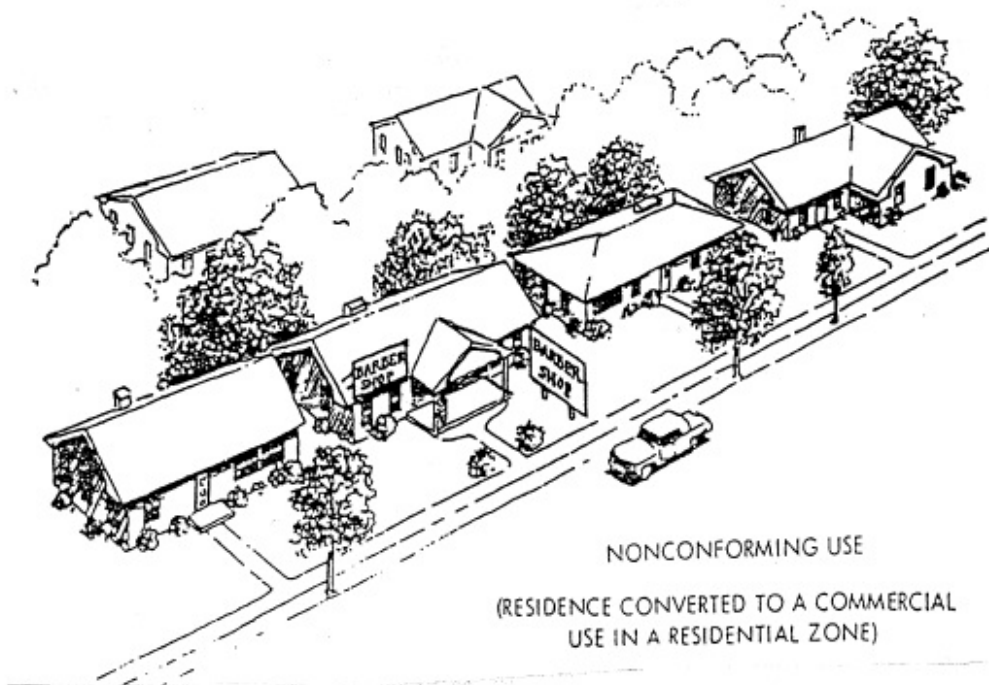 BARBER
SHOP
BARBER
SHOP
NONCONFORMING USE
(RESIDENCE CONVERTED TO A COMMERCIAL
USE IN A RESIDENTIAL ZONE)